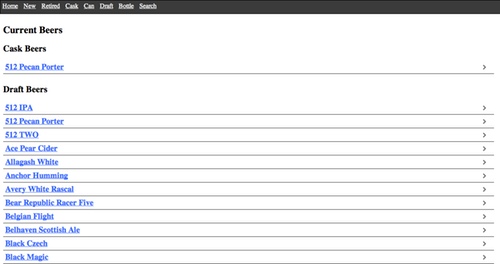 Home New Retired Cask Can Draft Bottle Search
Current Beers
Cask Beers
512 Pecan Porter
Draft Beers
512 IPA
512 Pecan Porter
512 TWO
Ace Pear Cider
Allagash White
Anchor Humming
Avery White Rascal
Bear Republic Racer Five
Belgian Flight
Belhaven Scottish Ale
Black Czech
Black Magic